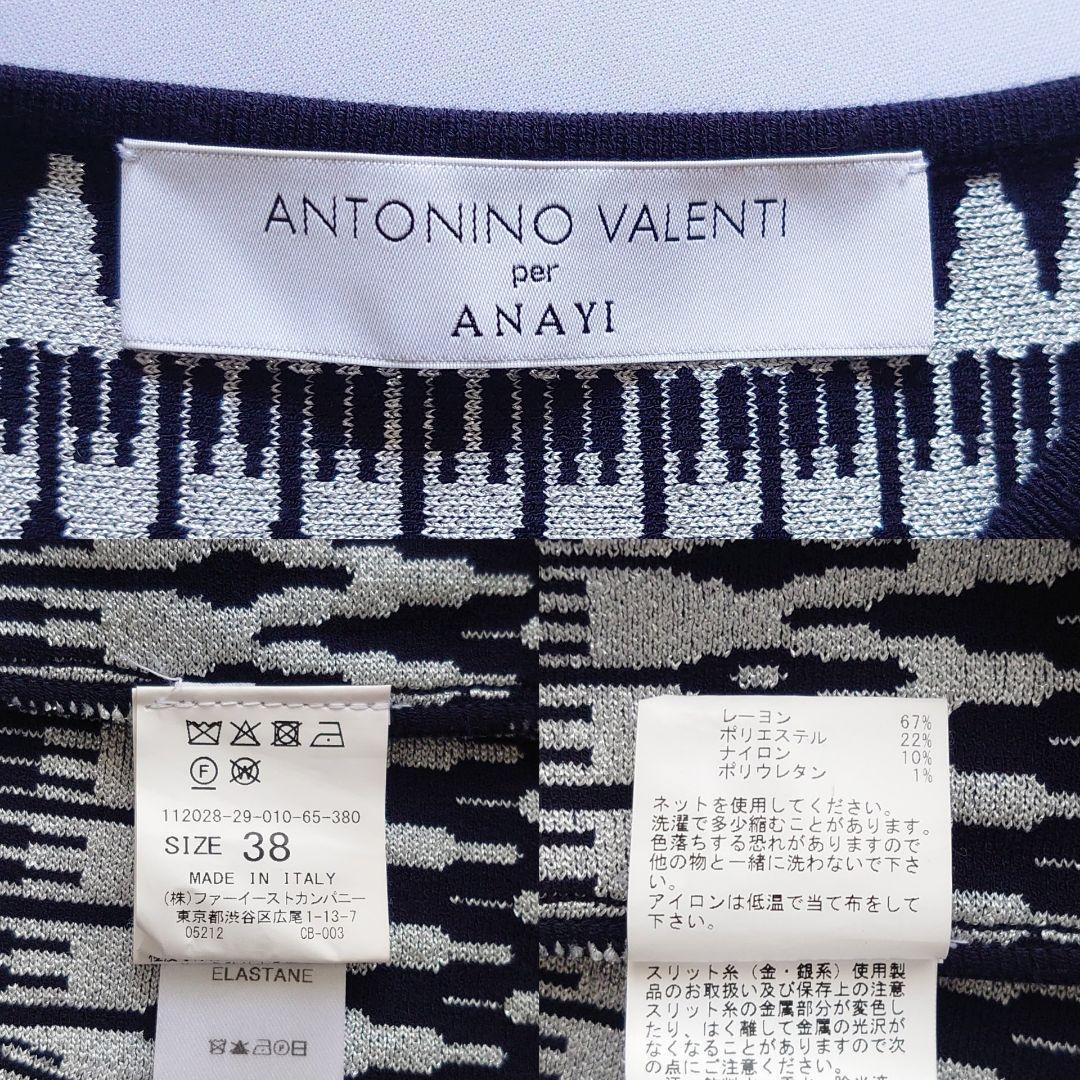 ANTONINO VALENTI
per
ANAYI
F
W
112028-29-010-65-380
SIZE 38
MADE IN ITALY
(株)ファーイーストカンパニー
東京都渋谷区広尾1-13-7
05212 CB-003
ELASTANE
レーヨン 67%
ポリエステル 22%
ナイロン 10%
ポリウレタン 1%
ネットを使用してください。
洗濯で多少縮むことがあります。
色落ちする恐れがありますので
他の物と一緒に洗わないで下さ
い。
アイロンは低温で当て布をして
下さい。
スリット糸（金・銀系）使用製
品のお取扱い及び保存上の注意
スリット糸の金属部分が変色し
たり、はく離して金属の光沢が
なくなることがありますので次
の点にご注意ください。